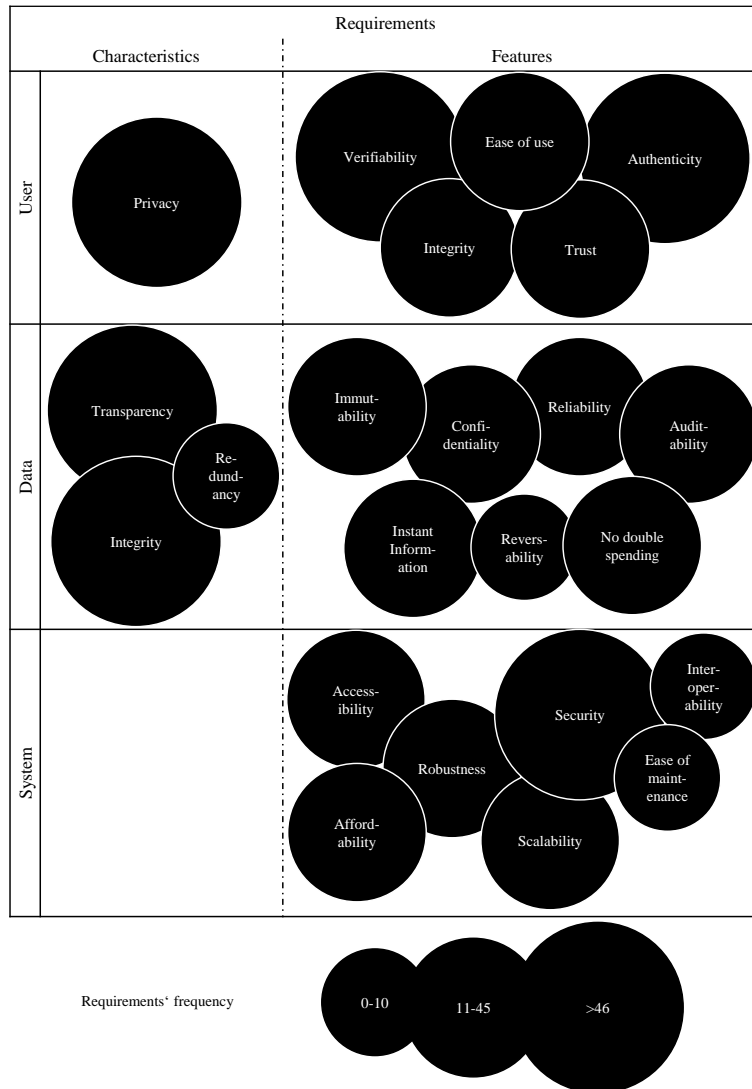 Requirements
Characteristics
Features
User
Privacy
Verifiability
Ease of use
Authenticity
Integrity
Trust
Data
Transparency
Re-
dund-
ancy
Integrity
Immut-
ability
Confi-
dentiality
Reliability
Audit-
ability
Instant
Inform-
ation
Revers-
ability
No double
spending
System
Access-
ibility
Robustness
Security
Inter-
oper-
ability
Ease of
maint-
enance
Afford-
ability
Scalability
Requirements‘ frequency
0-10
11-45
>46